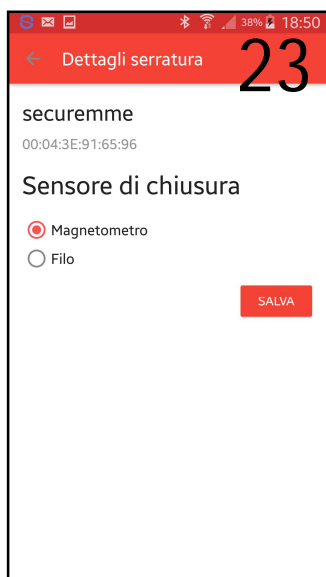 38% 18:50
Dettagli serratura
23
securemme
00:04:3E:91:65:96
Sensore di chiusura
Magnetometro
Filo
SALVA